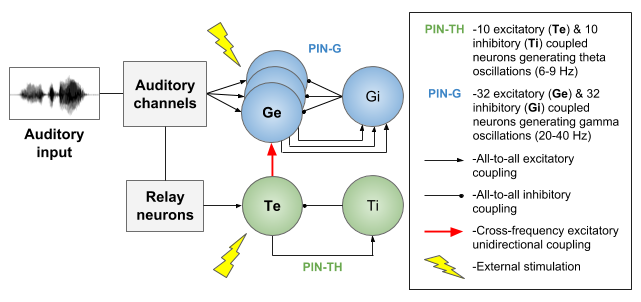 Auditory
input
Auditory
channels
Relay
neurons
PIN-G
Ge
Gi
Te
Ti
PIN-TH
PIN-TH -10 excitatory (Te) & 10
inhibitory (Ti) coupled
neurons generating theta
oscillations (6-9 Hz)
PIN-G -32 excitatory (Ge) & 32
inhibitory (Gi) coupled
neurons generating gamma
oscillations (20-40 Hz)
-All-to-all excitatory
coupling
-All-to-all inhibitory
coupling
-Cross-frequency excitatory
unidirectional coupling
-External stimulation